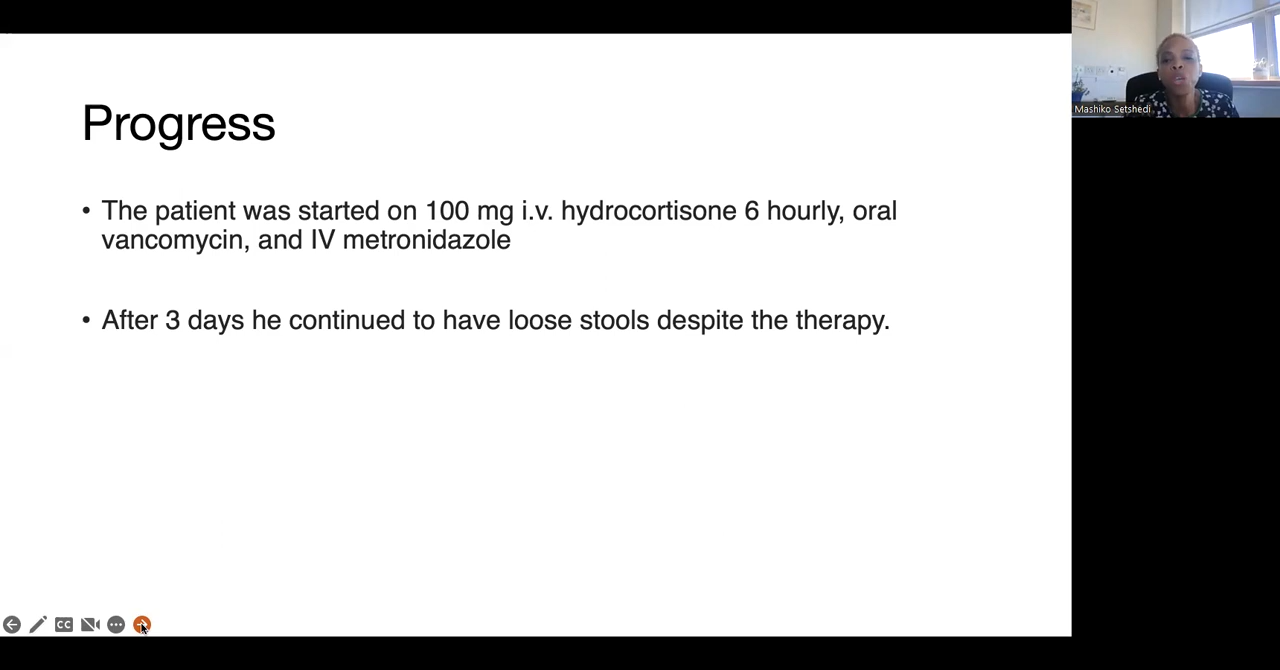 Progress
• The patient was started on 100 mg i.v. hydrocortisone 6 hourly, oral
vancomycin, and IV metronidazole
• After 3 days he continued to have loose stools despite the therapy.
Mashiko Setshedi
CC